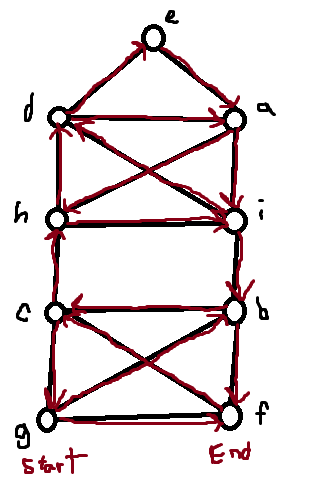 e
d a
h i
c b
g f
Start End